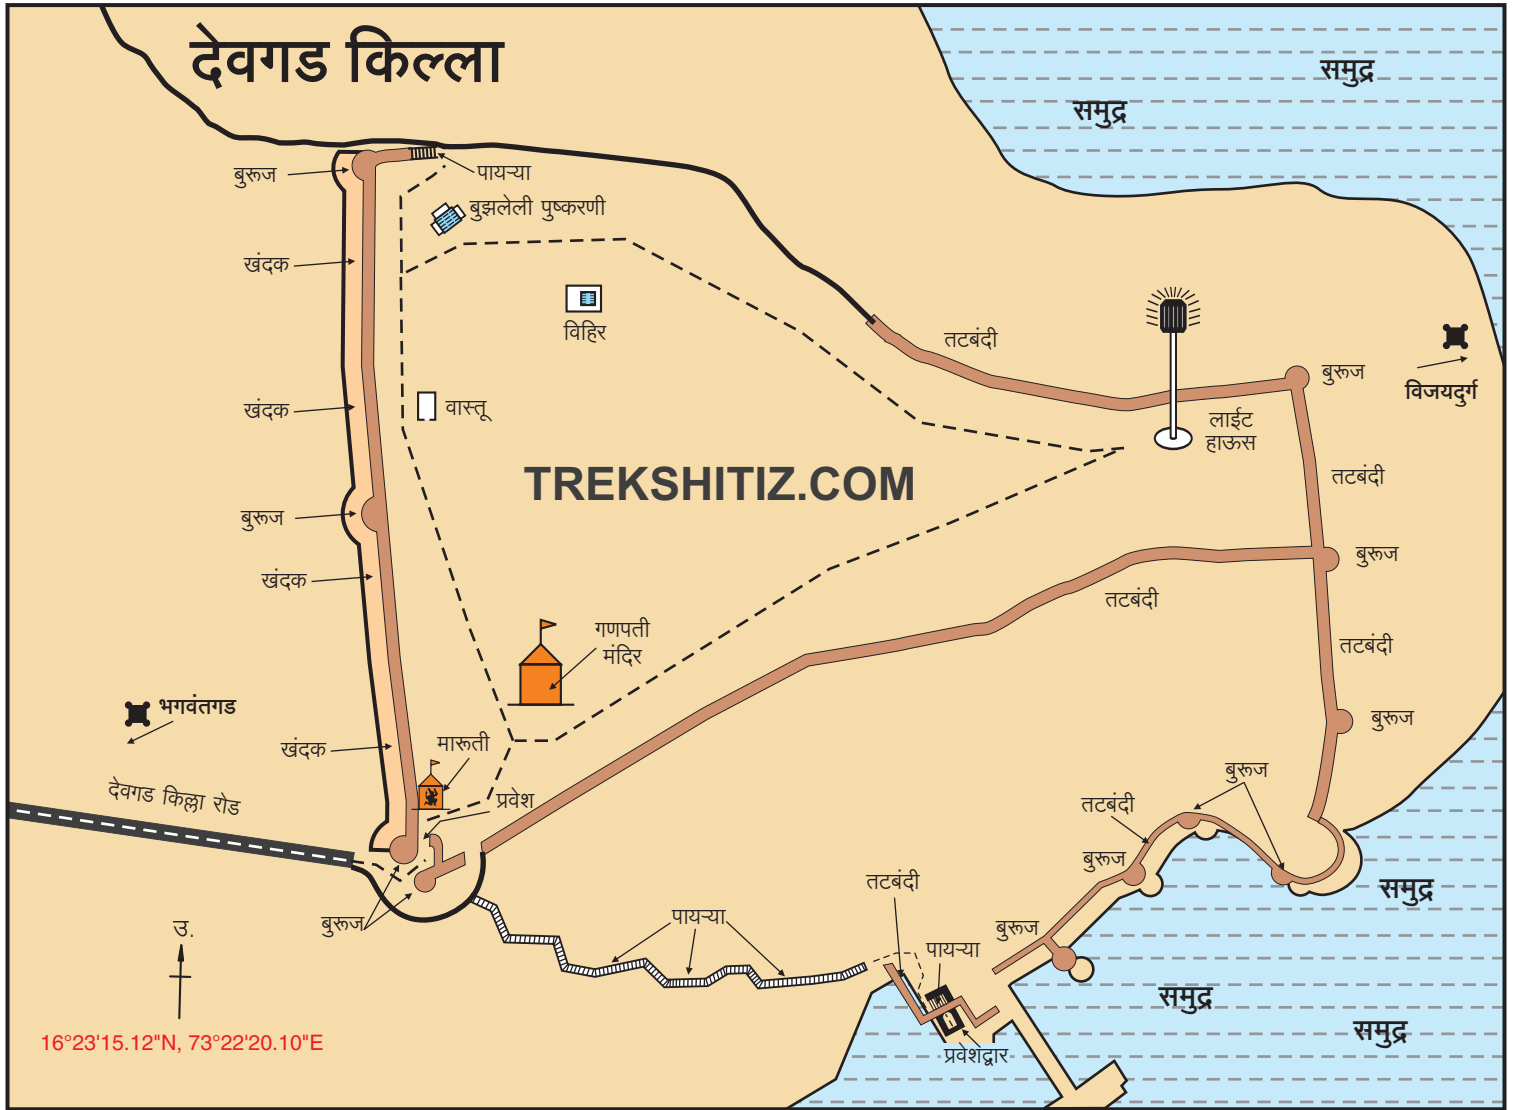 देवगड किल्ला
समुद्र
समुद्र
बुरूज
पायऱ्या
बुझलेली पुष्करणी
खंदक
विहिर
तटबंदी
बुरूज
विजयदुर्ग
खंदक
वास्तू
लाईट
हाऊस
TREKSHITIZ.COM
तटबंदी
बुरूज
बुरूज
खंदक
तटबंदी
गणपती
मंदिर
तटबंदी
भगवंतगड
बुरूज
खंदक
मारूती
बुरूज
देवगड किल्ला रोड
प्रवेश
तटबंदी
बुरूज
तटबंदी
समुद्र
बुरूज
पायऱ्या
बुरूज
उ.
पायऱ्या
समुद्र
समुद्र
16°23'15.12"N, 73°22'20.10"E
प्रवेशद्वार